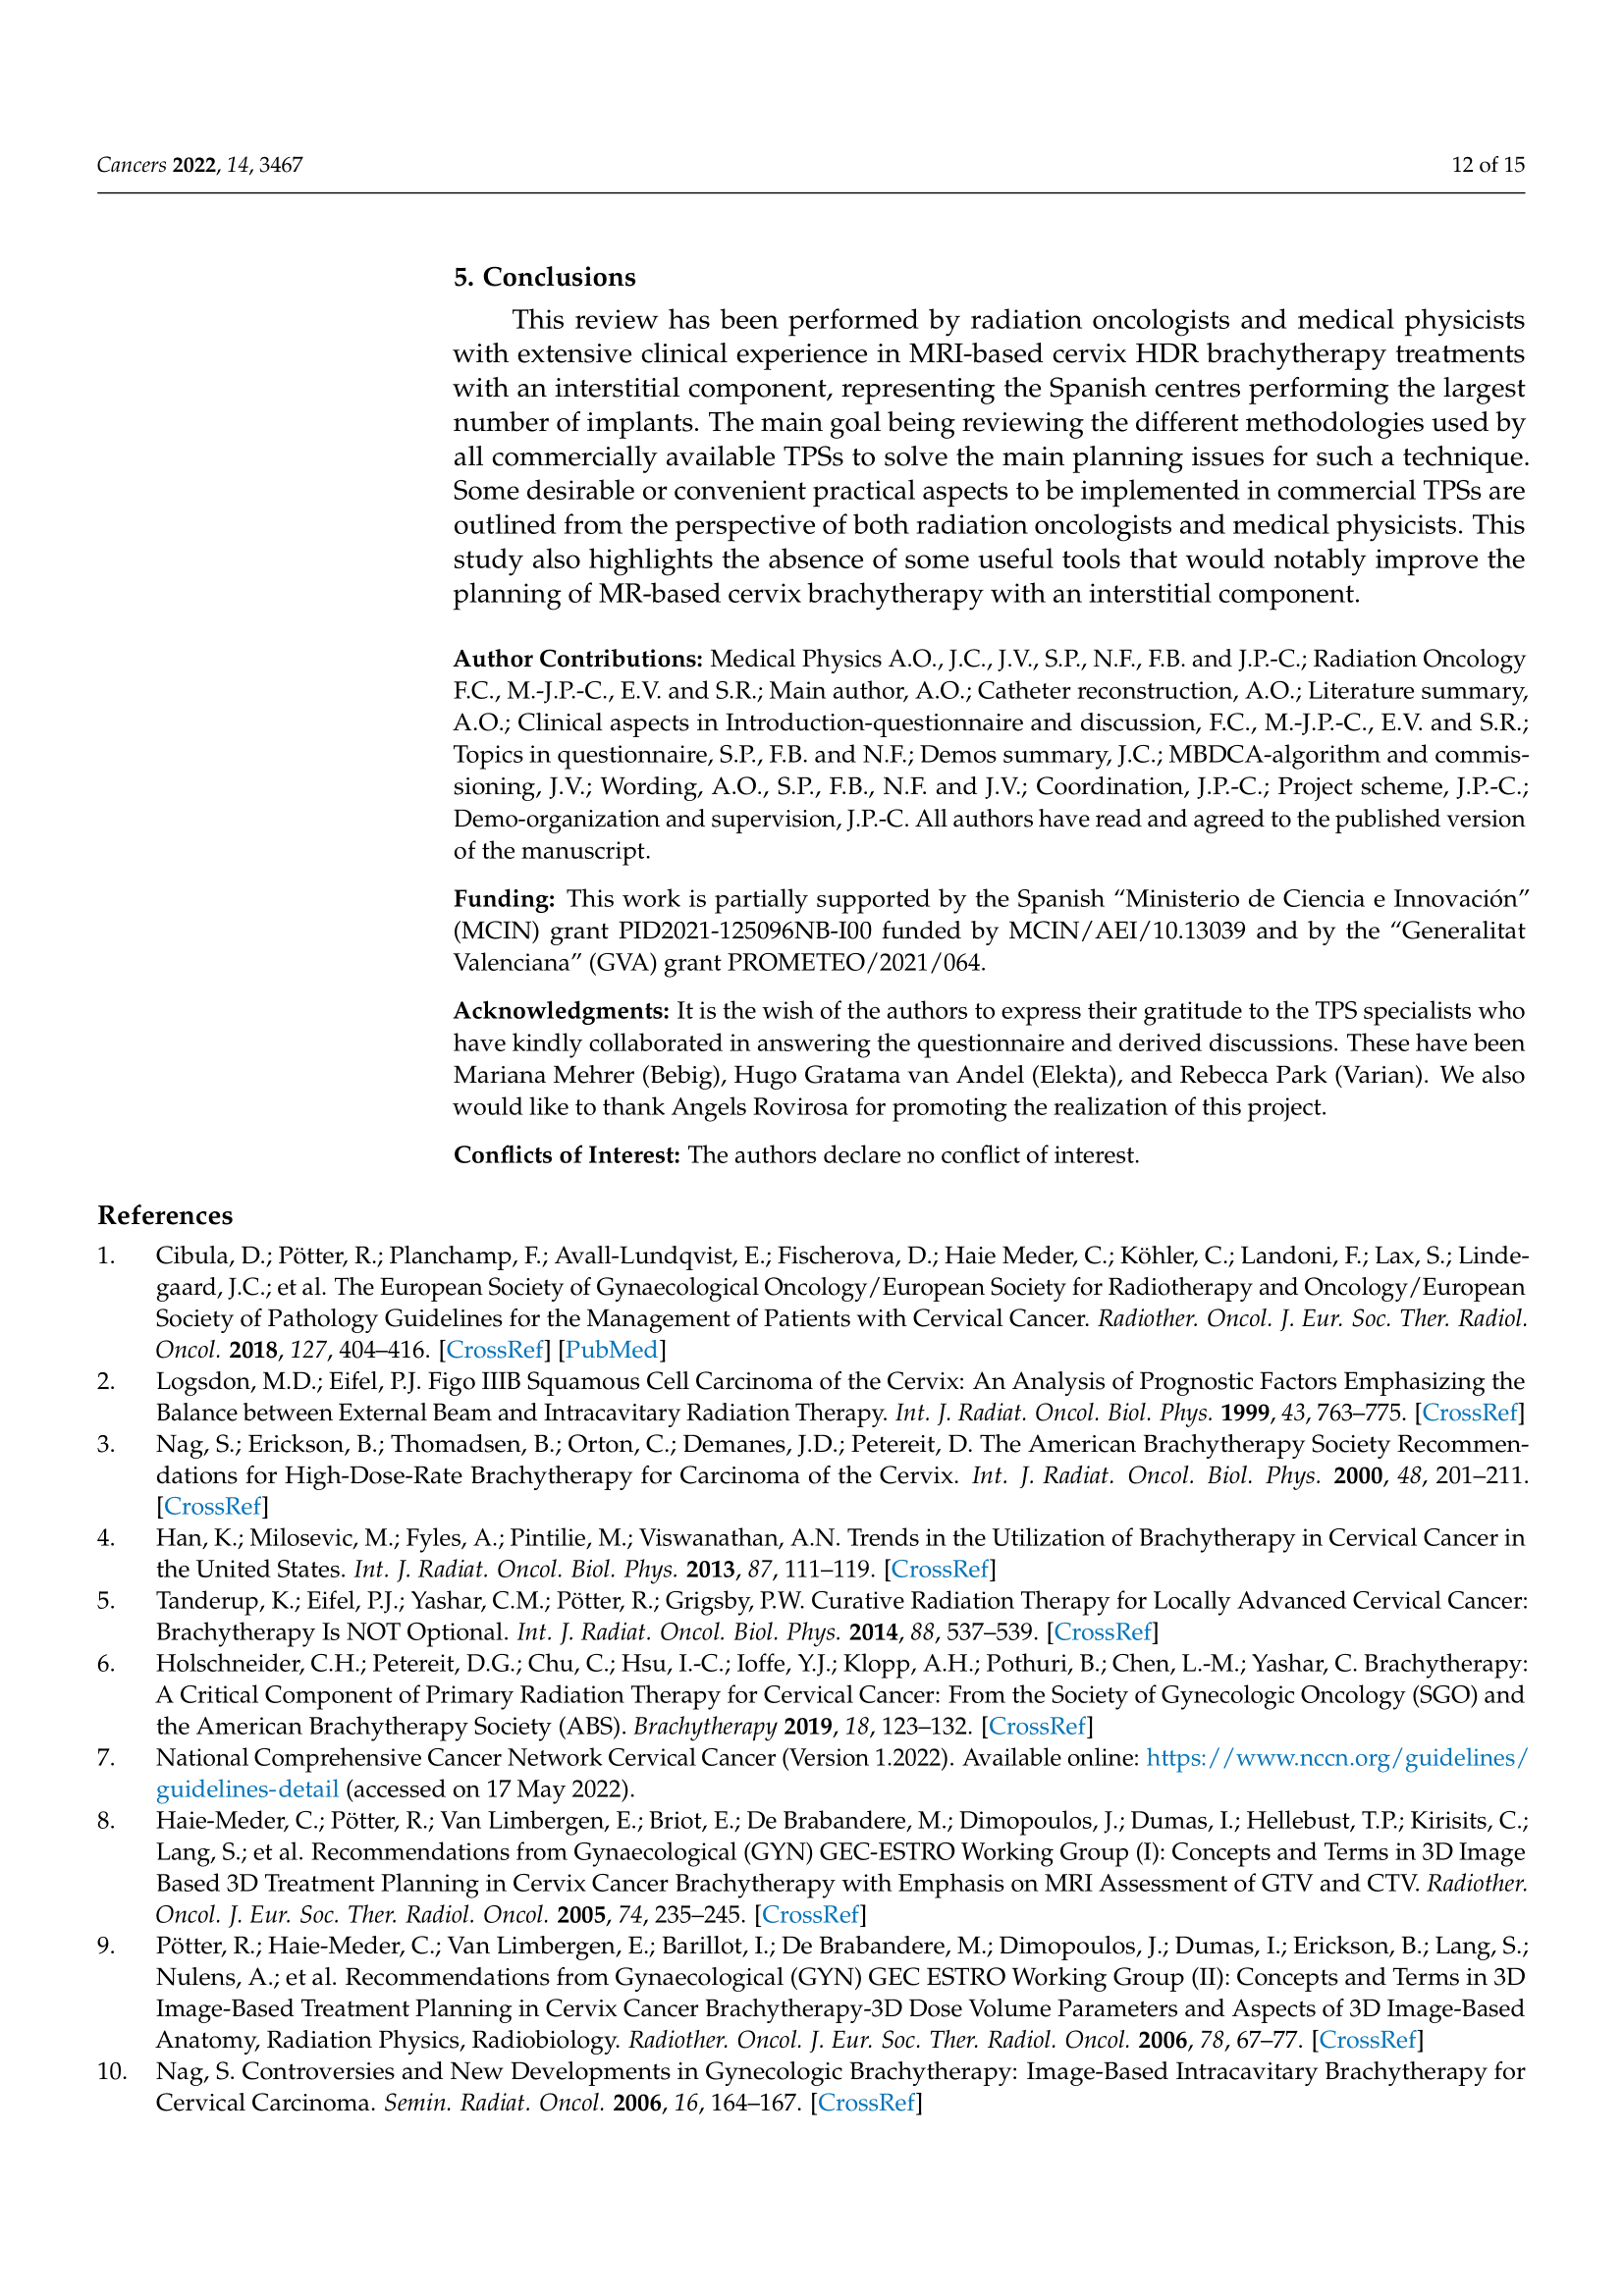 Cancers 2022, 14, 3467
12 of 15
5. Conclusions
This review has been performed by radiation oncologists and medical physicists
with extensive clinical experience in MRI-based cervix HDR brachytherapy treatments
with an interstitial component, representing the Spanish centres performing the largest
number of implants. The main goal being reviewing the different methodologies used by
all commercially available TPSs to solve the main planning issues for such a technique.
Some desirable or convenient practical aspects to be implemented in commercial TPSs are
outlined from the perspective of both radiation oncologists and medical physicists. This
study also highlights the absence of some useful tools that would notably improve the
planning of MR-based cervix brachytherapy with an interstitial component.
Author Contributions: Medical Physics A.O., J.C., J.V., S.P., N.F., F.B. and J.P.-C.; Radiation Oncology
F.C., M.-J.P.-C., E.V. and S.R.; Main author, A.O.; Catheter reconstruction, A.O.; Literature summary,
A.O.; Clinical aspects in Introduction-questionnaire and discussion, F.C., M.-J.P.-C., E.V. and S.R.;
Topics in questionnaire, S.P., F.B. and N.F.; Demos summary, J.C.; MBDCA-algorithm and commis-
sioning, J.V.; Wording, A.O., S.P., F.B., N.F. and J.V.; Coordination, J.P.-C.; Project scheme, J.P.-C.;
Demo-organization and supervision, J.P.-C. All authors have read and agreed to the published version
of the manuscript.
Funding: This work is partially supported by the Spanish “Ministerio de Ciencia e Innovación”
(MCIN) grant PID2021-125096NB-I00 funded by MCIN/AEI/10.13039 and by the “Generalitat
Valenciana” (GVA) grant PROMETEO/2021/064.
Acknowledgments: It is the wish of the authors to express their gratitude to the TPS specialists who
have kindly collaborated in answering the questionnaire and derived discussions. These have been
Mariana Mehrer (Bebig), Hugo Gratama van Andel (Elekta), and Rebecca Park (Varian). We also
would like to thank Angels Rovirosa for promoting the realization of this project.
Conflicts of Interest: The authors declare no conflict of interest.
References
1. Cibula, D.; Pötter, R.; Planchamp, F.; Avall-Lundqvist, E.; Fischerova, D.; Haie Meder, C.; Köhler, C.; Landoni, F.; Lax, S.; Linde-
gaard, J.C.; et al. The European Society of Gynaecological Oncology/European Society for Radiotherapy and Oncology/European
Society of Pathology Guidelines for the Management of Patients with Cervical Cancer. Radiother. Oncol. J. Eur. Soc. Ther. Radiol.
Oncol. 2018, 127, 404–416. [CrossRef] [PubMed]
2. Logsdon, M.D.; Eifel, P.J. Figo IIIB Squamous Cell Carcinoma of the Cervix: An Analysis of Prognostic Factors Emphasizing the
Balance between External Beam and Intracavitary Radiation Therapy. Int. J. Radiat. Oncol. Biol. Phys. 1999, 43, 763–775. [CrossRef]
3. Nag, S.; Erickson, B.; Thomadsen, B.; Orton, C.; Demanes, J.D.; Petereit, D. The American Brachytherapy Society Recommen-
dations for High-Dose-Rate Brachytherapy for Carcinoma of the Cervix. Int. J. Radiat. Oncol. Biol. Phys. 2000, 48, 201–211.
[CrossRef]
4. Han, K.; Milosevic, M.; Fyles, A.; Pintilie, M.; Viswanathan, A.N. Trends in the Utilization of Brachytherapy in Cervical Cancer in
the United States. Int. J. Radiat. Oncol. Biol. Phys. 2013, 87, 111–119. [CrossRef]
5. Tanderup, K.; Eifel, P.J.; Yashar, C.M.; Pötter, R.; Grigsby, P.W. Curative Radiation Therapy for Locally Advanced Cervical Cancer:
Brachytherapy Is NOT Optional. Int. J. Radiat. Oncol. Biol. Phys. 2014, 88, 537–539. [CrossRef]
6. Holschneider, C.H.; Petereit, D.G.; Chu, C.; Hsu, I.-C.; Ioffe, Y.J.; Klopp, A.H.; Pothuri, B.; Chen, L.-M.; Yashar, C. Brachytherapy:
A Critical Component of Primary Radiation Therapy for Cervical Cancer: From the Society of Gynecologic Oncology (SGO) and
the American Brachytherapy Society (ABS). Brachytherapy 2019, 18, 123–132. [CrossRef]
7. National Comprehensive Cancer Network Cervical Cancer (Version 1.2022). Available online: https://www.nccn.org/guidelines/
guidelines-detail (accessed on 17 May 2022).
8. Haie-Meder, C.; Pötter, R.; Van Limbergen, E.; Briot, E.; De Brabandere, M.; Dimopoulos, J.; Dumas, I.; Hellebust, T.P.; Kirisits, C.;
Lang, S.; et al. Recommendations from Gynaecological (GYN) GEC-ESTRO Working Group (I): Concepts and Terms in 3D Image
Based 3D Treatment Planning in Cervix Cancer Brachytherapy with Emphasis on MRI Assessment of GTV and CTV. Radiother.
Oncol. J. Eur. Soc. Ther. Radiol. Oncol. 2005, 74, 235–245. [CrossRef]
9. Pötter, R.; Haie-Meder, C.; Van Limbergen, E.; Barillot, I.; De Brabandere, M.; Dimopoulos, J.; Dumas, I.; Erickson, B.; Lang, S.;
Nulens, A.; et al. Recommendations from Gynaecological (GYN) GEC ESTRO Working Group (II): Concepts and Terms in 3D
Image-Based Treatment Planning in Cervix Cancer Brachytherapy-3D Dose Volume Parameters and Aspects of 3D Image-Based
Anatomy, Radiation Physics, Radiobiology. Radiother. Oncol. J. Eur. Soc. Ther. Radiol. Oncol. 2006, 78, 67–77. [CrossRef]
10. Nag, S. Controversies and New Developments in Gynecologic Brachytherapy: Image-Based Intracavitary Brachytherapy for
Cervical Carcinoma. Semin. Radiat. Oncol. 2006, 16, 164–167. [CrossRef]